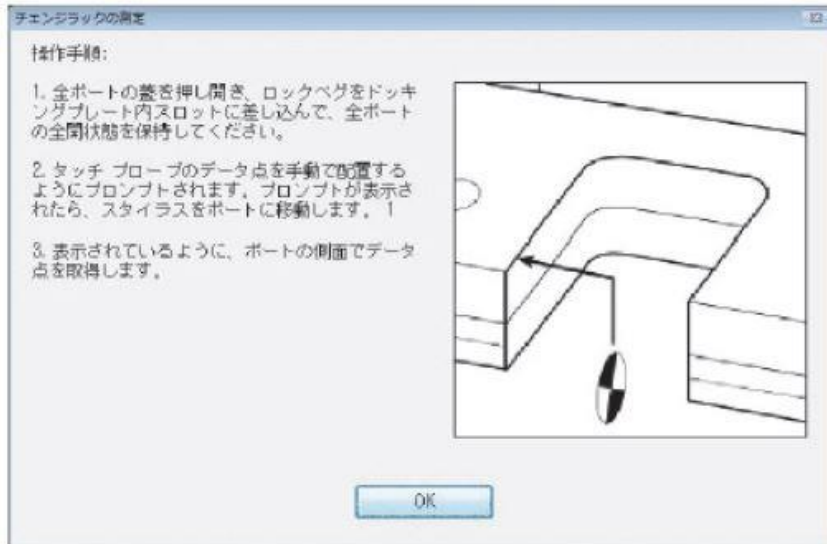 チェンジラックの測定
操作手順:
1. 全ポートの蓋を押し開き、ロックペグをドッキ
ングプレート内スロットに差し込んで、全ポート
の全開状態を保持してください。
2. タッチ プローブのデータ点を手動で配置する
ようにプロンプトされます。プロンプトが表示さ
れたら、スタイラスをポートに移動します。 1
3. 表示されているように、ポートの側面でデータ
点を取得します。
OK